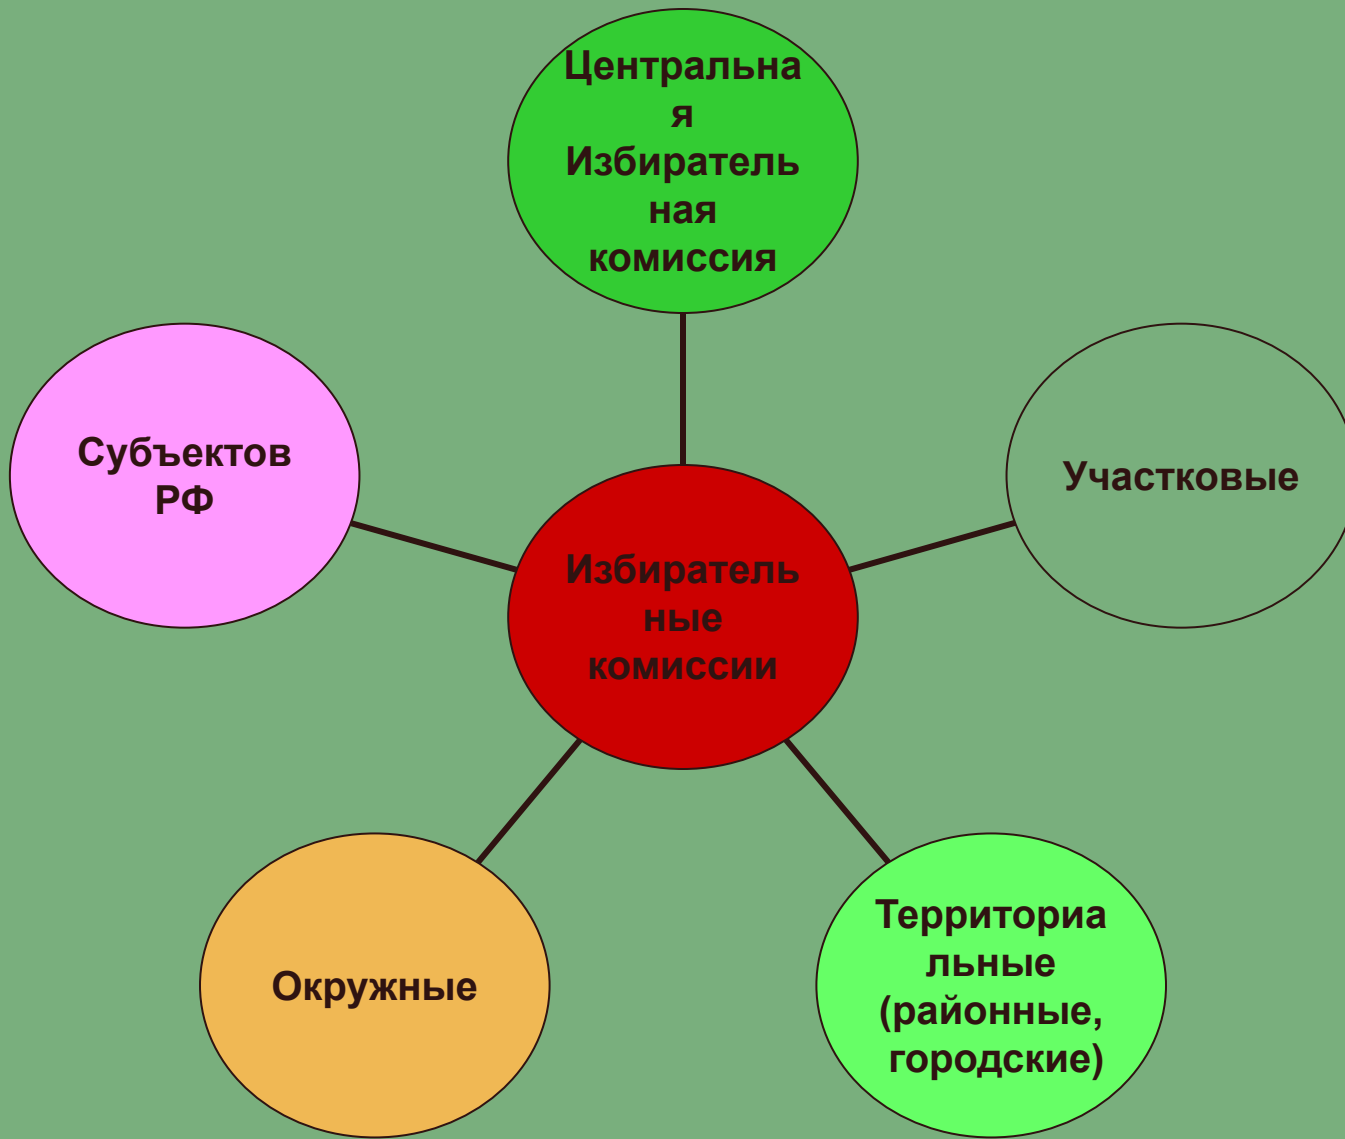 Центральна
я
Избиратель
ная
комиссия
Субъектов
РФ
Участковые
Избиратель
ные
комиссии
Окружные
Территориа
льные
(районные,
городские)